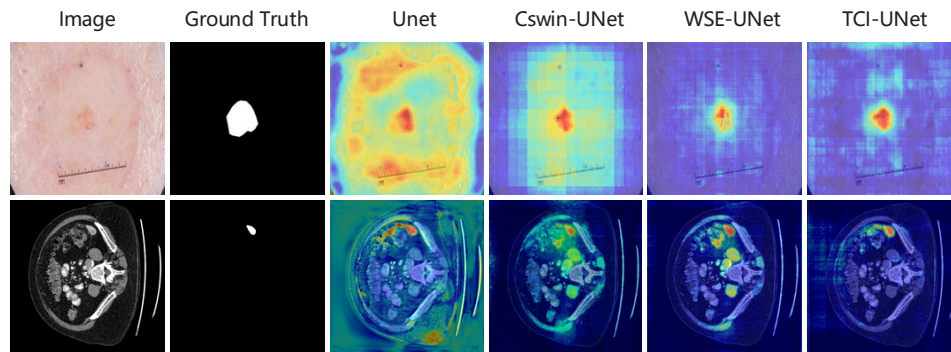 Image
Ground Truth
Unet
Cswin-UNet
WSE-UNet
TCI-UNet